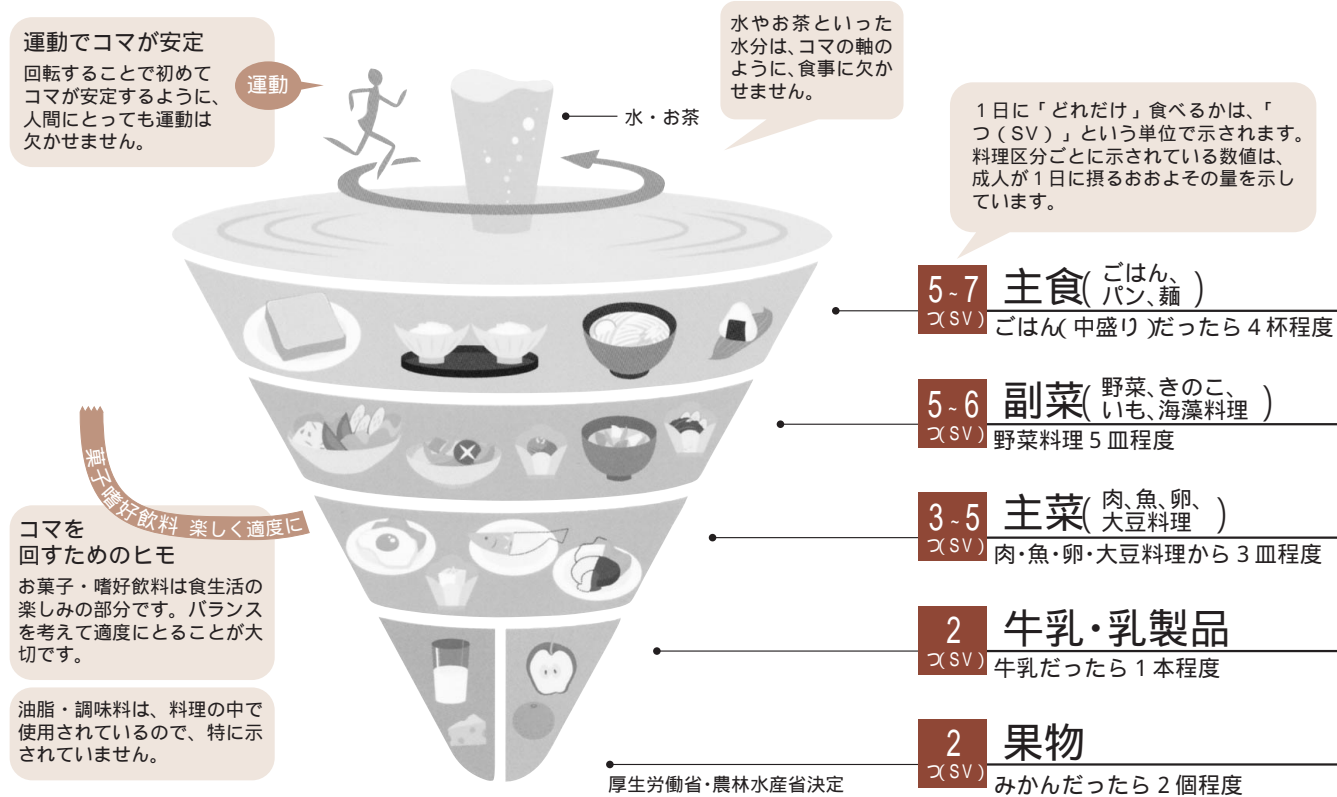 運動でコマが安定
回転することで初めて
コマが安定するように、
人間にとっても運動は
欠かせません。
運動
水やお茶といった
水分は、コマの軸の
ように、食事に欠か
せません。
水・お茶
1日に「どれだけ」食べるかは、「
つ(SV)」という単位で示されます。
料理区分ごとに示されている数値は、
成人が1日に摂るおおよその量を示し
ています。
5~7
つ(SV)
主食(ごはん、
パン、麺)
ごはん(中盛り)だったら4杯程度
5~6
つ(SV)
副菜(野菜、きのこ、
いも、海藻料理)
野菜料理5皿程度
3~5
つ(SV)
主菜(肉、魚、卵、
大豆料理)
肉・魚・卵・大豆料理から3皿程度
2
つ(SV)
牛乳・乳製品
牛乳だったら1本程度
2
つ(SV)
果物
みかんだったら2個程度
菓子嗜好飲料 楽しく適度に
コマを
回すためのヒモ
お菓子・嗜好飲料は食生活の
楽しみの部分です。バランス
を考えて適度にとることが大
切です。
油脂・調味料は、料理の中で
使用されているので、特に示
されていません。
厚生労働省・農林水産省決定